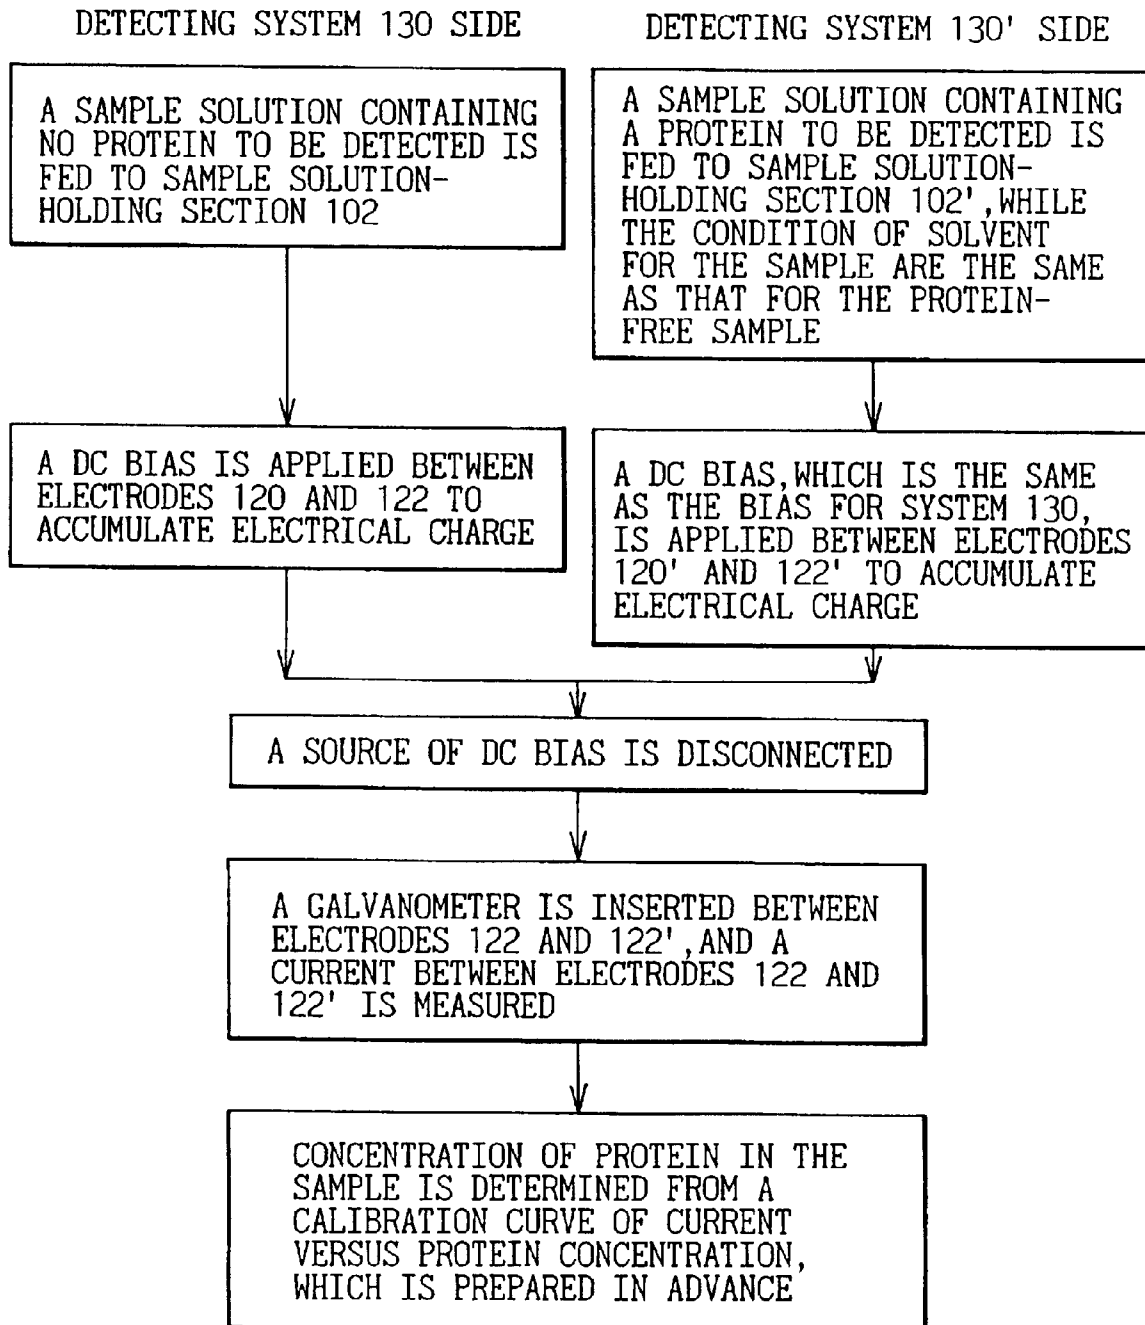 DETECTING SYSTEM 130 SIDE
DETECTING SYSTEM 130' SIDE
A SAMPLE SOLUTION CONTAINING
NO PROTEIN TO BE DETECTED IS
FED TO SAMPLE SOLUTION-
HOLDING SECTION 102
A SAMPLE SOLUTION CONTAINING
A PROTEIN TO BE DETECTED IS
FED TO SAMPLE SOLUTION-
HOLDING SECTION 102',WHILE
THE CONDITION OF SOLVENT
FOR THE SAMPLE ARE THE SAME
AS THAT FOR THE PROTEIN-
FREE SAMPLE
A DC BIAS IS APPLIED BETWEEN
ELECTRODES 120 AND 122 TO
ACCUMULATE ELECTRICAL CHARGE
A DC BIAS,WHICH IS THE SAME
AS THE BIAS FOR SYSTEM 130,
IS APPLIED BETWEEN ELECTRODES
120' AND 122' TO ACCUMULATE
ELECTRICAL CHARGE
A SOURCE OF DC BIAS IS DISCONNECTED
A GALVANOMETER IS INSERTED BETWEEN
ELECTRODES 122 AND 122',AND A
CURRENT BETWEEN ELECTRODES 122 AND
122' IS MEASURED
CONCENTRATION OF PROTEIN IN THE
SAMPLE IS DETERMINED FROM A
CALIBRATION CURVE OF CURRENT
VERSUS PROTEIN CONCENTRATION,
WHICH IS PREPARED IN ADVANCE